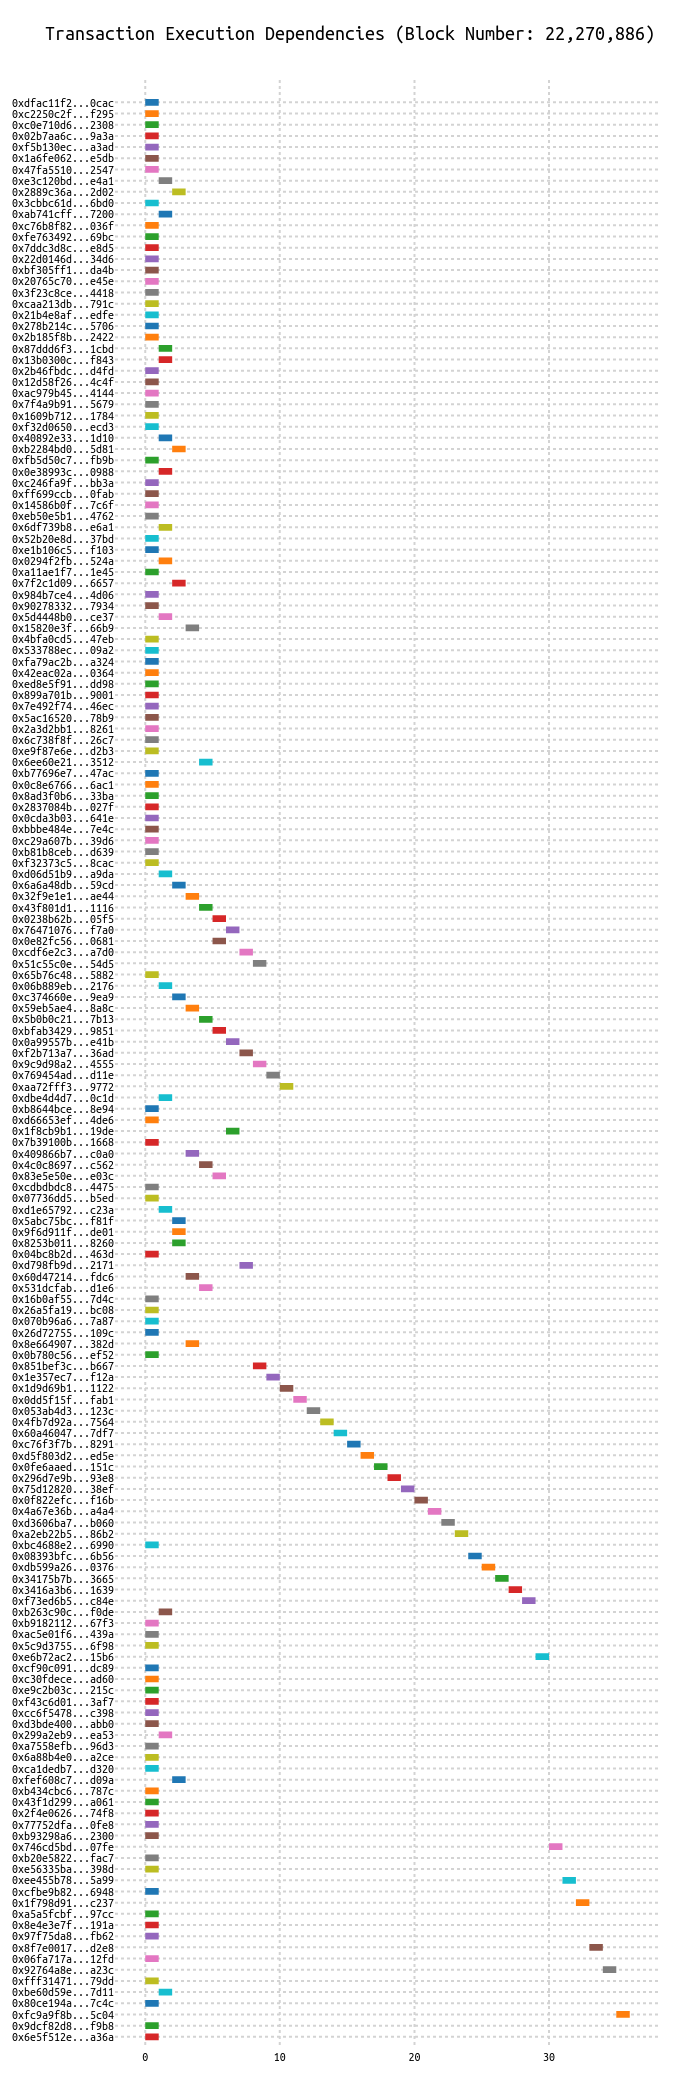 Transaction Execution Dependencies (Block Number: 22,270,886)
0xdfac11f2...0cac
0xc2250c2f...f295
0xc0e710d6...2308
0x02b7aa6c...9a3a
0xf5b130ec...a3ad
0x1a6fe062...e5db
0x47fa5510...2547
0xe3c120bd...e4a1
0x2889c36a...2d02
0x3cbbc61d...6bd0
0xab741cff...7200
0xc76b8f82...036f
0xfe763492...69bc
0x7ddc3d8c...e8d5
0x22d0146d...34d6
0xbf305ff1...da4b
0x20765c70...e45e
0x3f23c8ce...4418
0xcaa213db...791c
0x21b4e8af...edfe
0x278b214c...5706
0x2b185f8b...2422
0x87ddd6f3...1cbd
0x13b0300c...f843
0x2b46fbdc...d4fd
0x12d58f26...4c4f
0xac979b45...4144
0x7f4a9b91...5679
0x1609b712...1784
0xf32d0650...ecd3
0x40892e33...1d10
0xb2284bd0...5d81
0xfb5d50c7...fb9b
0x0e38993c...0988
0xc246fa9f...bb3a
0xff699ccb...0fab
0x14586b0f...7c6f
0xeb50e5b1...4762
0x6df739b8...e6a1
0x52b20e8d...37bd
0xe1b106c5...f103
0x0294f2fb...524a
0xa11ae1f7...1e45
0x7f2c1d09...6657
0x984b7ce4...4d06
0x90278332...7934
0x5d4448b0...ce37
0x15820e3f...66b9
0x4bfa0cd5...47eb
0x533788ec...09a2
0xfa79ac2b...a324
0x42eac02a...0364
0xed8e5f91...dd98
0x899a701b...9001
0x7e492f74...46ec
0x5ac16520...78b9
0x2a3d2bb1...8261
0x6c738f8f...26c7
0xe9f87e6e...d2b3
0x6ee60e21...3512
0xb77696e7...47ac
0x0c8e6766...6ac1
0x8ad3f0b6...33ba
0x2837084b...027f
0x0cda3b03...641e
0xbbbe484e...7e4c
0xc29a607b...39d6
0xb81b8ceb...d639
0xf32373c5...8cac
0xd06d51b9...a9da
0x6a6a48db...59cd
0x32f9e1e1...ae44
0x43f801d1...1116
0x0238b62b...05f5
0x76471076...f7a0
0x0e82fc56...0681
0xcdf6e2c3...a7d0
0x51c55c0e...54d5
0x65b76c48...5882
0x06b889eb...2176
0xc374660e...9ea9
0x59eb5ae4...8a8c
0x5b0b0c21...7b13
0xbfab3429...9851
0x0a99557b...e41b
0xf2b713a7...36ad
0x9c9d98a2...4555
0x769454ad...d11e
0xaa72fff3...9772
0xdbe4d4d7...0c1d
0xb8644bce...8e94
0xd66653ef...4de6
0x1f8cb9b1...19de
0x7b39100b...1668
0x409866b7...c0a0
0x4c0c8697...c562
0x83e5e50e...e03c
0xcdbdbdc8...4475
0x07736dd5...b5ed
0xd1e65792...c23a
0x5abc75bc...f81f
0x9f6d911f...de01
0x8253b011...8260
0x04bc8b2d...463d
0xd798fb9d...2171
0x60d47214...fdc6
0x531dcfab...d1e6
0x16b0af55...7d4c
0x26a5fa19...bc08
0x070b96a6...7a87
0x26d72755...109c
0x8e664907...382d
0x0b780c56...ef52
0x851bef3c...b667
0x1e357ec7...f12a
0x1d9d69b1...1122
0x0dd5f15f...fab1
0x053ab4d3...123c
0x4fb7d92a...7564
0x60a46047...7df7
0xc76f3f7b...8291
0xd5f803d2...ed5e
0x0fe6aaed...151c
0x296d7e9b...93e8
0x75d12820...38ef
0x0f822efc...f16b
0x4a67e36b...a4a4
0xd3606ba7...b060
0xa2eb22b5...86b2
0xbc4688e2...6990
0x08393bfc...6b56
0xdb599a26...0376
0x34175b7b...3665
0x3416a3b6...1639
0xf73ed6b5...c84e
0xb263c90c...f0de
0xb9182112...67f3
0xac5e01f6...439a
0x5c9d3755...6f98
0xe6b72ac2...15b6
0xcf90c091...dc89
0xc30fdece...ad60
0xe9c2b03c...215c
0xf43c6d01...3af7
0xcc6f5478...c398
0xd3bde400...abb0
0x299a2eb9...ea53
0xa7558efb...96d3
0x6a88b4e0...a2ce
0xca1dedb7...d320
0xfef608c7...d09a
0xb434cbc6...787c
0x43f1d299...a061
0x2f4e0626...74f8
0x77752dfa...0fe8
0xb93298a6...2300
0x746cd5bd...07fe
0xb20e5822...fac7
0xe56335ba...398d
0xee455b78...5a99
0xcfbe9b82...6948
0x1f798d91...c237
0xa5a5fcbf...97cc
0x8e4e3e7f...191a
0x97f75da8...fb62
0x8f7e0017...d2e8
0x06fa717a...12fd
0x92764a8e...a23c
0xfff31471...79dd
0xbe60d59e...7d11
0x80ce194a...7c4c
0xfc9a9f8b...5c04
0x9dcf82d8...f9b8
0x6e5f512e...a36a
0 10 20 30